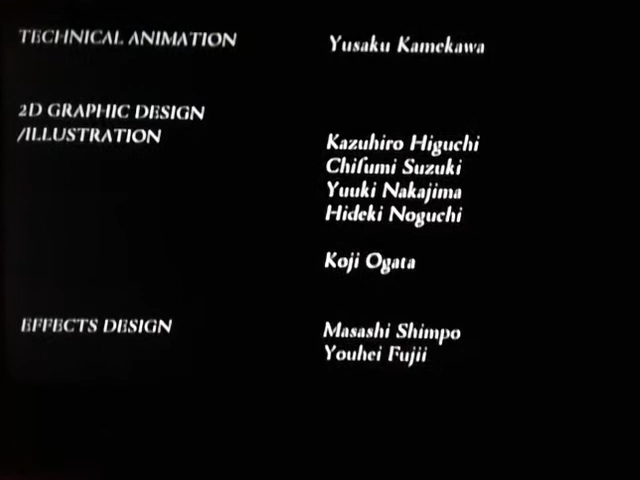 TECHNICAL ANIMATION
Yusaku Kamekawa
2D GRAPHIC DESIGN
/ILLUSTRATION
Kazuhiro Higuchi
Chifumi Suzuki
Yuuki Nakajima
Hideki Noguchi
Koji Ogata
EFFECTS DESIGN
Masashi Shimpo
Youhei Fujii